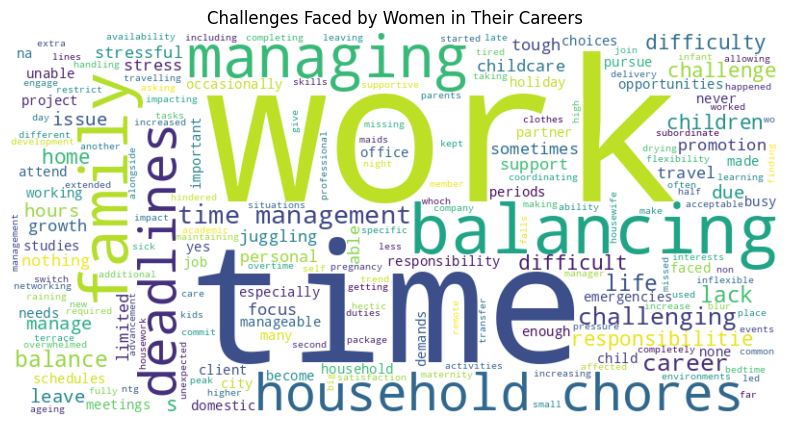 Challenges Faced by Women in Their Careers
availability including completing leaving started late lines extra
na stressful managing tough choices difficulty
handling tired join allowing
unable stress travelling occasionally taking childcare pursue challenge
engage restrict asking skills supportive holiday delivery infant
project impacting parents opportunities happened
day increased tasks work give high never worked
issue different another missing clothes partner children wo
family deadlines important maids subordinate
development office sometimes promotion
home extended alongside professional kept drying flexibility made
attend night support travel learning finding
working hindered member coordinating often half
hours time management situations whoch periods due busy
growth impact academic maintaining specific company making ability housewife make acceptable
studies sick yes juggling able less balancing
nothing job personal responsibility falls interests
management switch additional overtime self pregnancy trend getting difficult manager faced non missed inflexible
networking care especially hectic life lack
needs raining new required advancement housework kids focus duties time emergencies increase used blur place
manage limited commit manageable demands remote transfer enough challenging pressure events
terrace many second package responsibilitie
balance overwhelmed unexpected client become household activities child none completely common
schedules peak city satisfaction maternity increasing career environments bedtime
leave fully ntg s higher domestic big household chores affected led
ageing meetings small far